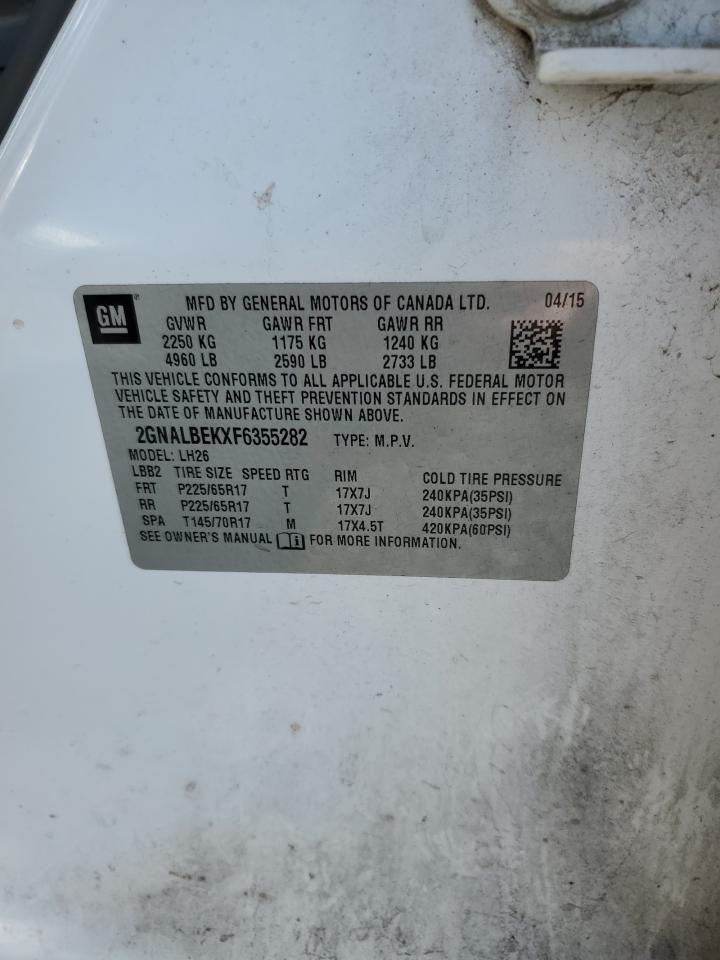 GM® MFD BY GENERAL MOTORS OF CANADA LTD. 04/15
GVWR GAWR FRT GAWR RR
2250 KG 1175 KG 1240 KG
4960 LB 2590 LB 2733 LB
THIS VEHICLE CONFORMS TO ALL APPLICABLE U.S. FEDERAL MOTOR
VEHICLE SAFETY AND THEFT PREVENTION STANDARDS IN EFFECT ON
THE DATE OF MANUFACTURE SHOWN ABOVE.
2GNALBEKXF6355282 TYPE: M.P.V.
MODEL: LH26
LBB2 TIRE SIZE SPEED RTG RIM COLD TIRE PRESSURE
FRT P225/65R17 T 17X7J 240KPA(35PSI)
RR P225/65R17 T 17X7J 240KPA(35PSI)
SPA T145/70R17 M 17X4.5T 420KPA(60PSI)
SEE OWNER'S MANUAL i FOR MORE INFORMATION.